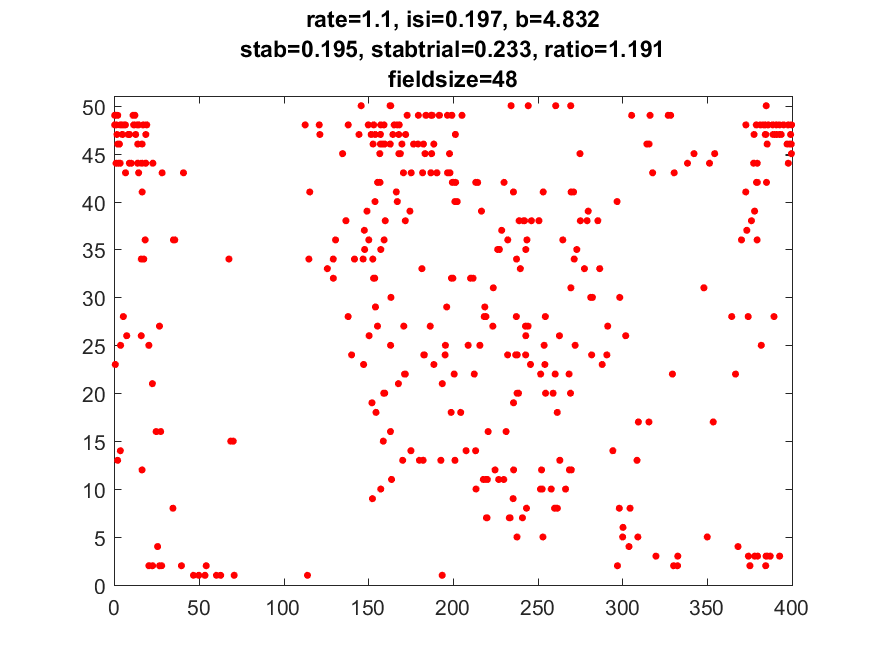 rate=1.1, isi=0.197, b=4.832
stab=0.195, stabtrial=0.233, ratio=1.191
fieldsize=48
50
45
40
35
30
25
20
15
10
5
0
0 50 100 150 200 250 300 350 400